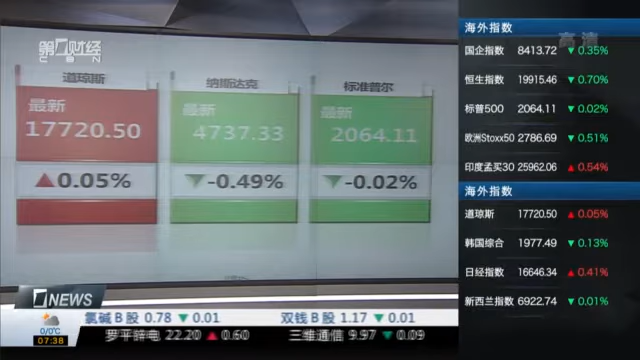 第一财经
CBN
道琼斯
最新
17720.50
▲0.05%
纳斯达克
最新
4737.33
▼-0.49%
标准普尔
最新
2064.11
▼-0.02%
高清
海外指数
国企指数 8413.72 ▼0.35%
恒生指数 19915.46 ▼0.70%
标普500 2064.11 ▼0.02%
欧洲Stoxx50 2786.69 ▼0.51%
印度孟买30 25962.06 ▲0.54%
海外指数
道琼斯 17720.50 ▲0.05%
韩国综合 1977.49 ▼0.13%
日经指数 16646.34 ▲0.41%
新西兰指数 6922.74 ▼0.01%
NEWS
0/0℃
07:38
氯碱B股 0.78 ▼0.01 双钱B股 1.17 ▼0.01
罗平锌电 22.20 ▲0.60 三维通信 9.97 ▼0.09